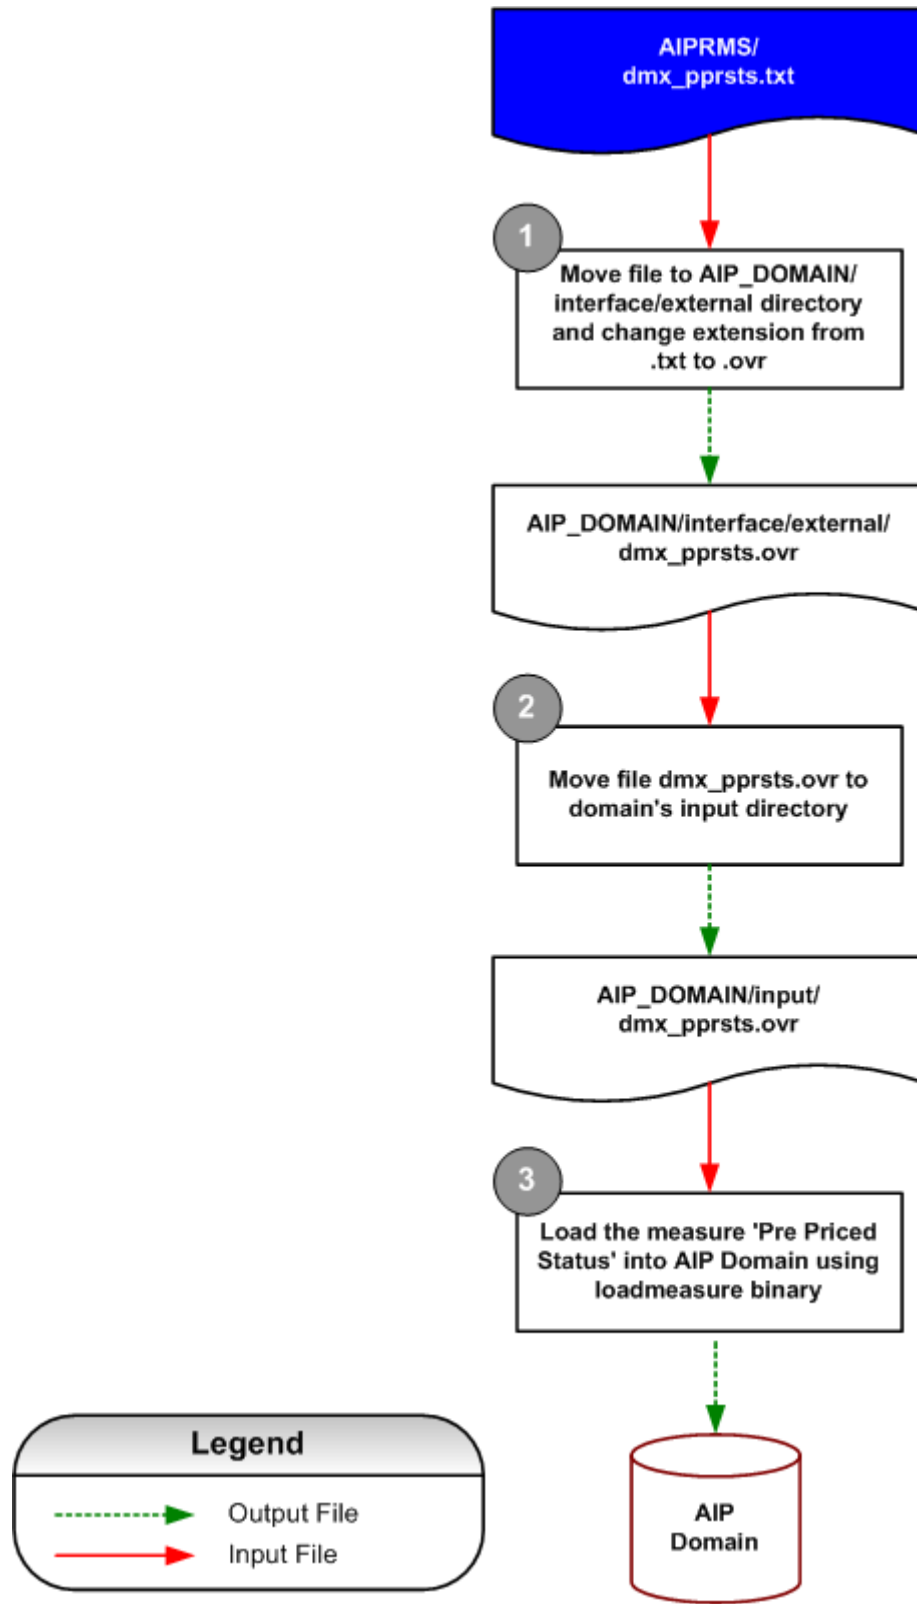 AIPRMS/
dmx_pprsts.txt
1
Move file to AIP_DOMAIN/
interface/external directory
and change extension from
.txt to .ovr
AIP_DOMAIN/interface/external/
dmx_pprsts.ovr
2
Move file dmx_pprsts.ovr to
domain's input directory
AIP_DOMAIN/input/
dmx_pprsts.ovr
3
Load the measure 'Pre Priced
Status' into AIP Domain using
loadmeasure binary
AIP
Domain
Legend
Output File
Input File